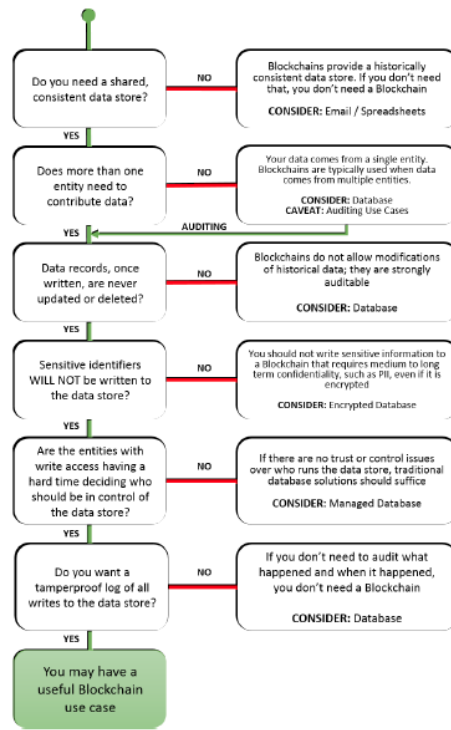 Do you need a shared,
consistent data store?
NO
Blockchains provide a historically
consistent data store. If you don't need
that, you don't need a Blockchain
CONSIDER: Email / Spreadsheets
YES
Does more than one
entity need to
contribute data?
NO
Your data comes from a single entity.
Blockchains are typically used when data
comes from multiple entities.
CONSIDER: Database
CAVEAT: Auditing Use Cases
YES
AUDITING
Data records, once
written, are never
updated or deleted?
NO
Blockchains do not allow modifications
of historical data; they are strongly
auditable
CONSIDER: Database
YES
Sensitive identifiers
WILL NOT be written to
the data store?
NO
You should not write sensitive information to
a Blockchain that requires medium to long
term confidentiality, such as PII, even if it is
encrypted
CONSIDER: Encrypted Database
YES
Are the entities with
write access having a
hard time deciding who
should be in control of
the data store?
NO
If there are no trust or control issues
over who runs the data store, traditional
database solutions should suffice
CONSIDER: Managed Database
YES
Do you want a
tamperproof log of all
writes to the data store?
NO
If you don't need to audit what
happened and when it happened,
you don't need a Blockchain
CONSIDER: Database
YES
You may have a
useful Blockchain
use case